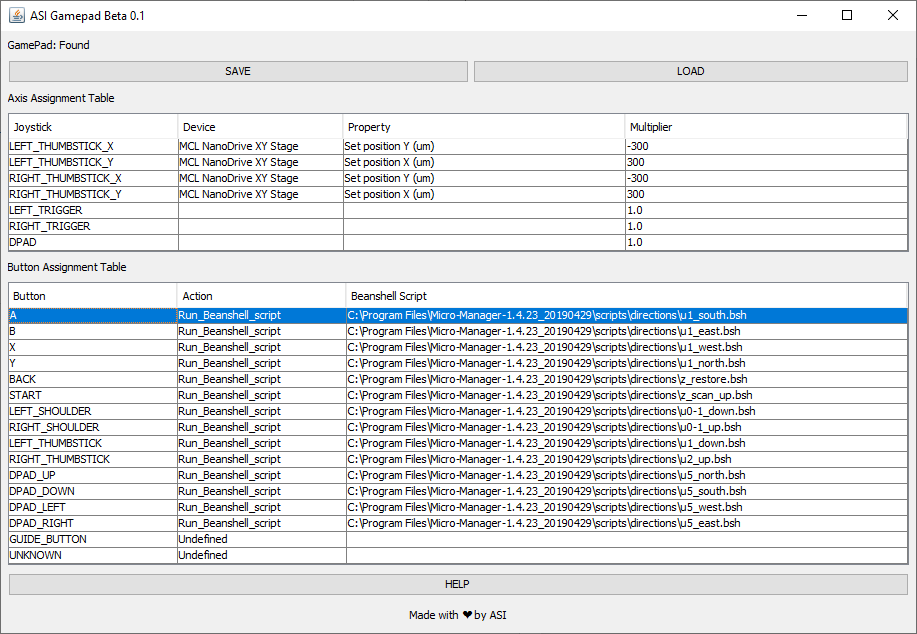 ASI Gamepad Beta 0.1
GamePad: Found
SAVE LOAD
Axis Assignment Table
Joystick Device Property Multiplier
LEFT_THUMBSTICK_X MCL NanoDrive XY Stage Set position Y (um) -300
LEFT_THUMBSTICK_Y MCL NanoDrive XY Stage Set position X (um) 300
RIGHT_THUMBSTICK_X MCL NanoDrive XY Stage Set position Y (um) -300
RIGHT_THUMBSTICK_Y MCL NanoDrive XY Stage Set position X (um) 300
LEFT_TRIGGER 1.0
RIGHT_TRIGGER 1.0
DPAD 1.0
Button Assignment Table
Button Action Beanshell Script
A Run_Beanshell_script C:\Program Files\Micro-Manager-1.4.23_20190429\scripts\directions\u1_south.bsh
B Run_Beanshell_script C:\Program Files\Micro-Manager-1.4.23_20190429\scripts\directions\u1_east.bsh
X Run_Beanshell_script C:\Program Files\Micro-Manager-1.4.23_20190429\scripts\directions\u1_west.bsh
Y Run_Beanshell_script C:\Program Files\Micro-Manager-1.4.23_20190429\scripts\directions\u1_north.bsh
BACK Run_Beanshell_script C:\Program Files\Micro-Manager-1.4.23_20190429\scripts\directions\z_restore.bsh
START Run_Beanshell_script C:\Program Files\Micro-Manager-1.4.23_20190429\scripts\directions\z_scan_up.bsh
LEFT_SHOULDER Run_Beanshell_script C:\Program Files\Micro-Manager-1.4.23_20190429\scripts\directions\u0-1_down.bsh
RIGHT_SHOULDER Run_Beanshell_script C:\Program Files\Micro-Manager-1.4.23_20190429\scripts\directions\u0-1_up.bsh
LEFT_THUMBSTICK Run_Beanshell_script C:\Program Files\Micro-Manager-1.4.23_20190429\scripts\directions\u1_down.bsh
RIGHT_THUMBSTICK Run_Beanshell_script C:\Program Files\Micro-Manager-1.4.23_20190429\scripts\directions\u2_up.bsh
DPAD_UP Run_Beanshell_script C:\Program Files\Micro-Manager-1.4.23_20190429\scripts\directions\u5_north.bsh
DPAD_DOWN Run_Beanshell_script C:\Program Files\Micro-Manager-1.4.23_20190429\scripts\directions\u5_south.bsh
DPAD_LEFT Run_Beanshell_script C:\Program Files\Micro-Manager-1.4.23_20190429\scripts\directions\u5_west.bsh
DPAD_RIGHT Run_Beanshell_script C:\Program Files\Micro-Manager-1.4.23_20190429\scripts\directions\u5_east.bsh
GUIDE_BUTTON Undefined
UNKNOWN Undefined
HELP
Made with ❤ by ASI